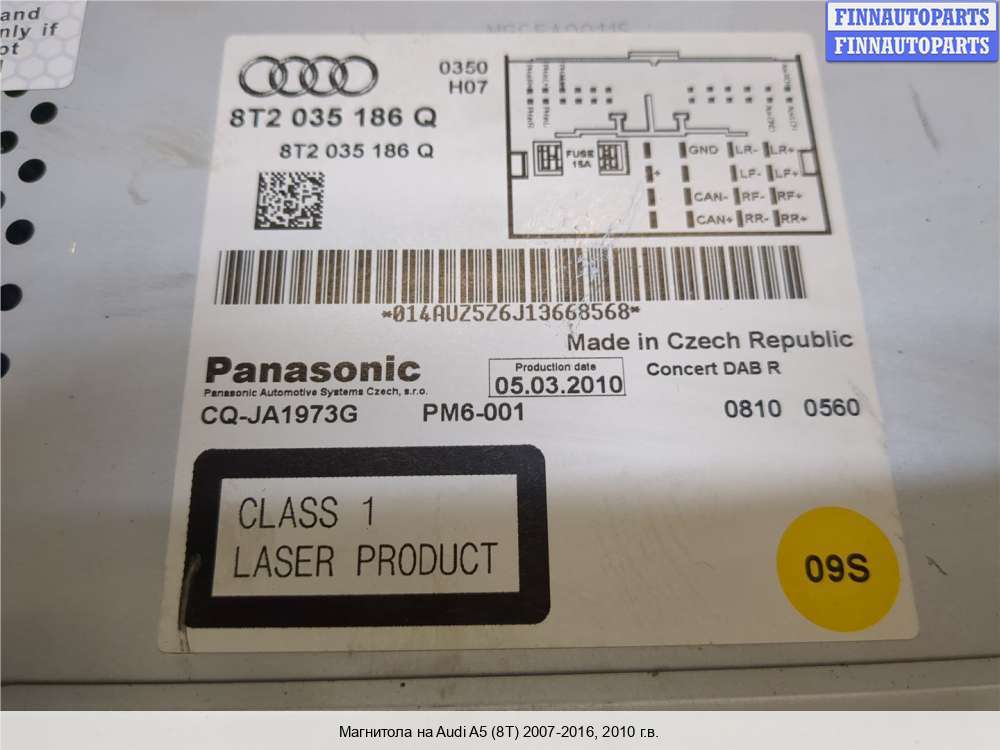 and
nly if
ot
FINNAUTOPARTS
FINNAUTOPARTS
0350
H07
8T2 035 186 Q
8T2 035 186 Q
FUSE
15A
GND LR- LR+
+ LF- LF+
CAN- RF- RF+
CAN+ RR- RR+
*014AUZ5Z6J13668568*
Made in Czech Republic
Panasonic
Panasonic Automotive Systems Czech, s.r.o.
Production date
05.03.2010
Concert DAB R
CQ-JA1973G PM6-001 0810 0560
CLASS 1
LASER PRODUCT
09S
Магнитола на Audi A5 (8T) 2007-2016, 2010 г.в.